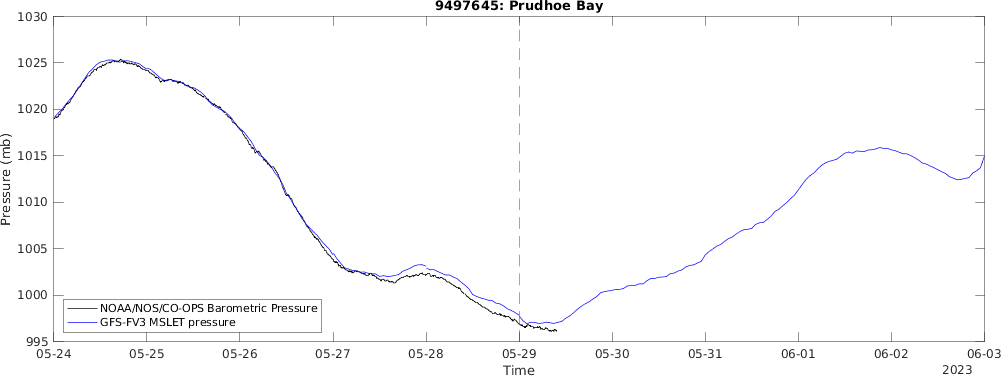 9497645: Prudhoe Bay
1030
1025
1020
1015
1010
1005
1000
995
Pressure (mb)
NOAA/NOS/CO-OPS Barometric Pressure
GFS-FV3 MSLET pressure
05-24 05-25 05-26 05-27 05-28 05-29 05-30 05-31 06-01 06-02 06-03
Time
2023